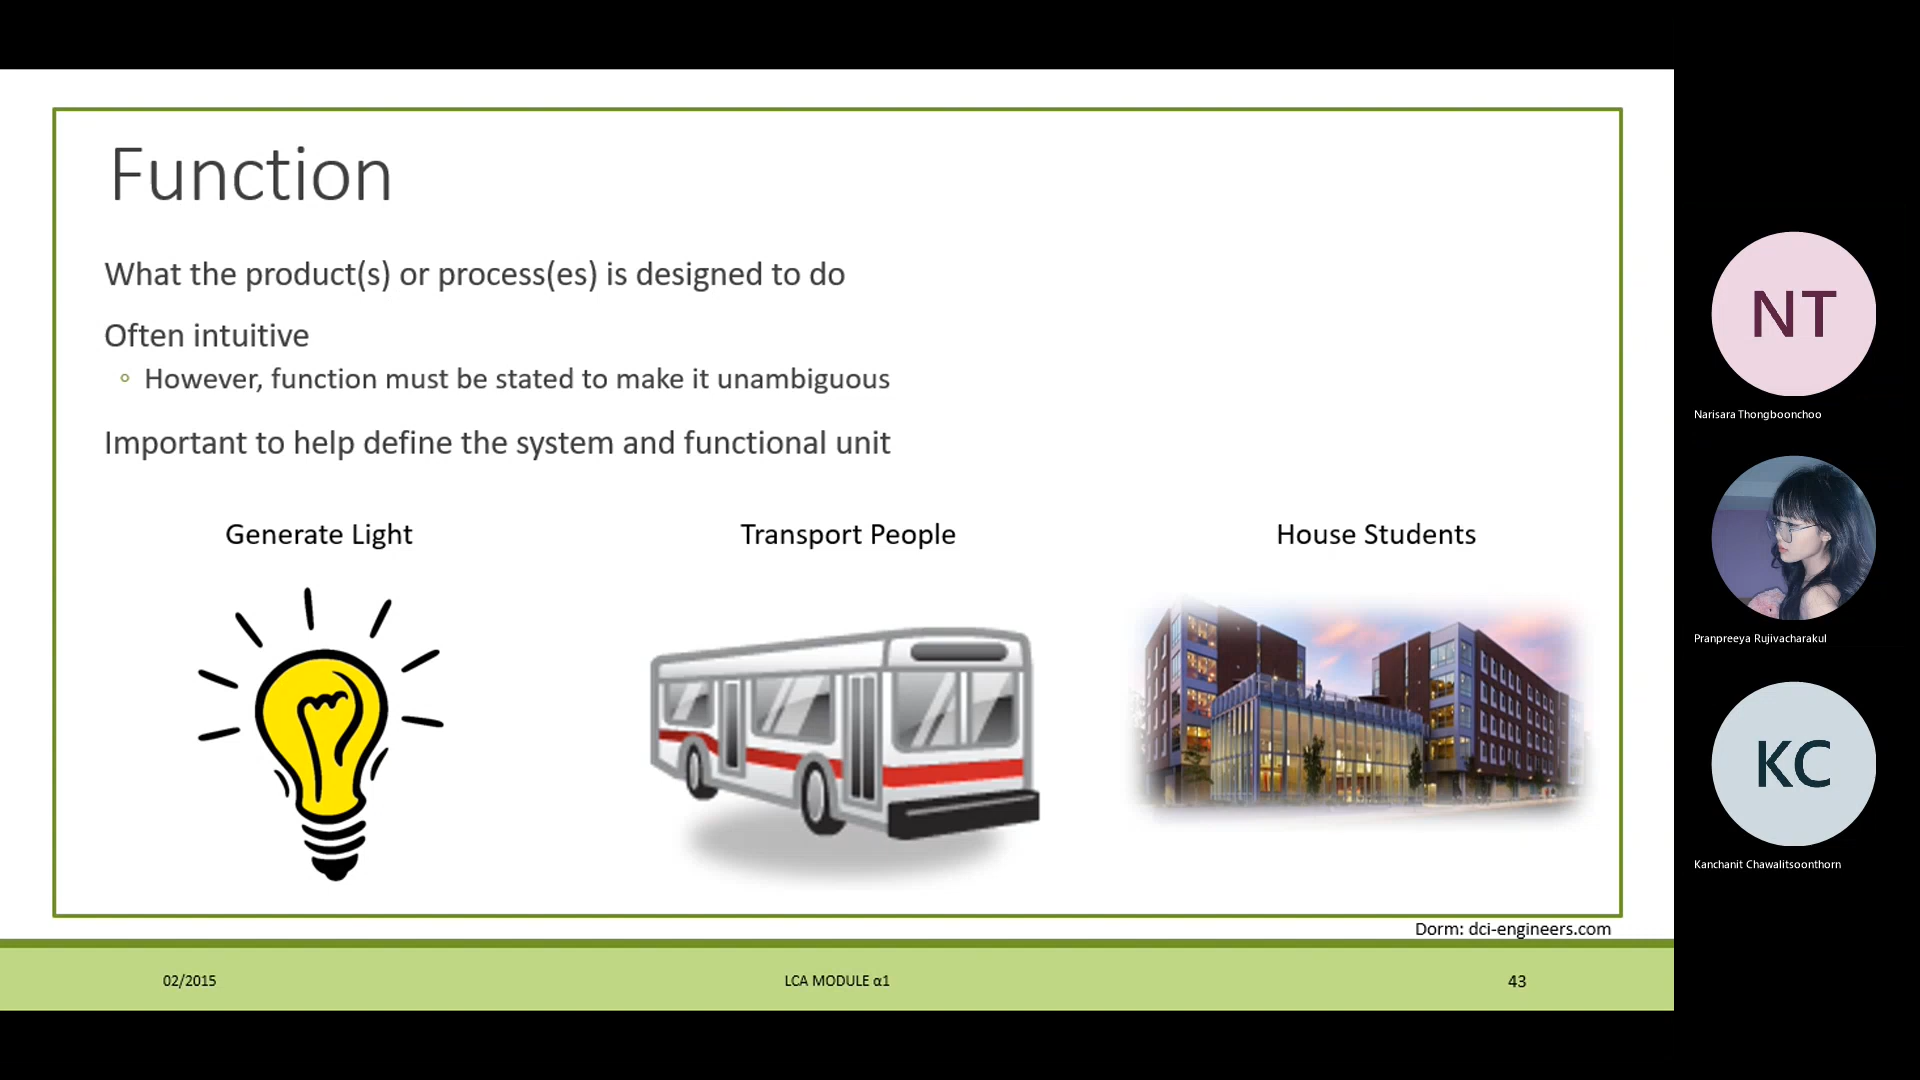 Function
What the product(s) or process(es) is designed to do
Often intuitive
However, function must be stated to make it unambiguous
Important to help define the system and functional unit
Generate Light
Transport People
House Students
Dorm: dci-engineers.com
02/2015
LCA MODULE α1
43
NT
Narisara Thongboonchoo
Pranpreeya Rujivacharakul
KC
Kanchanit Chawalitsoonthorn